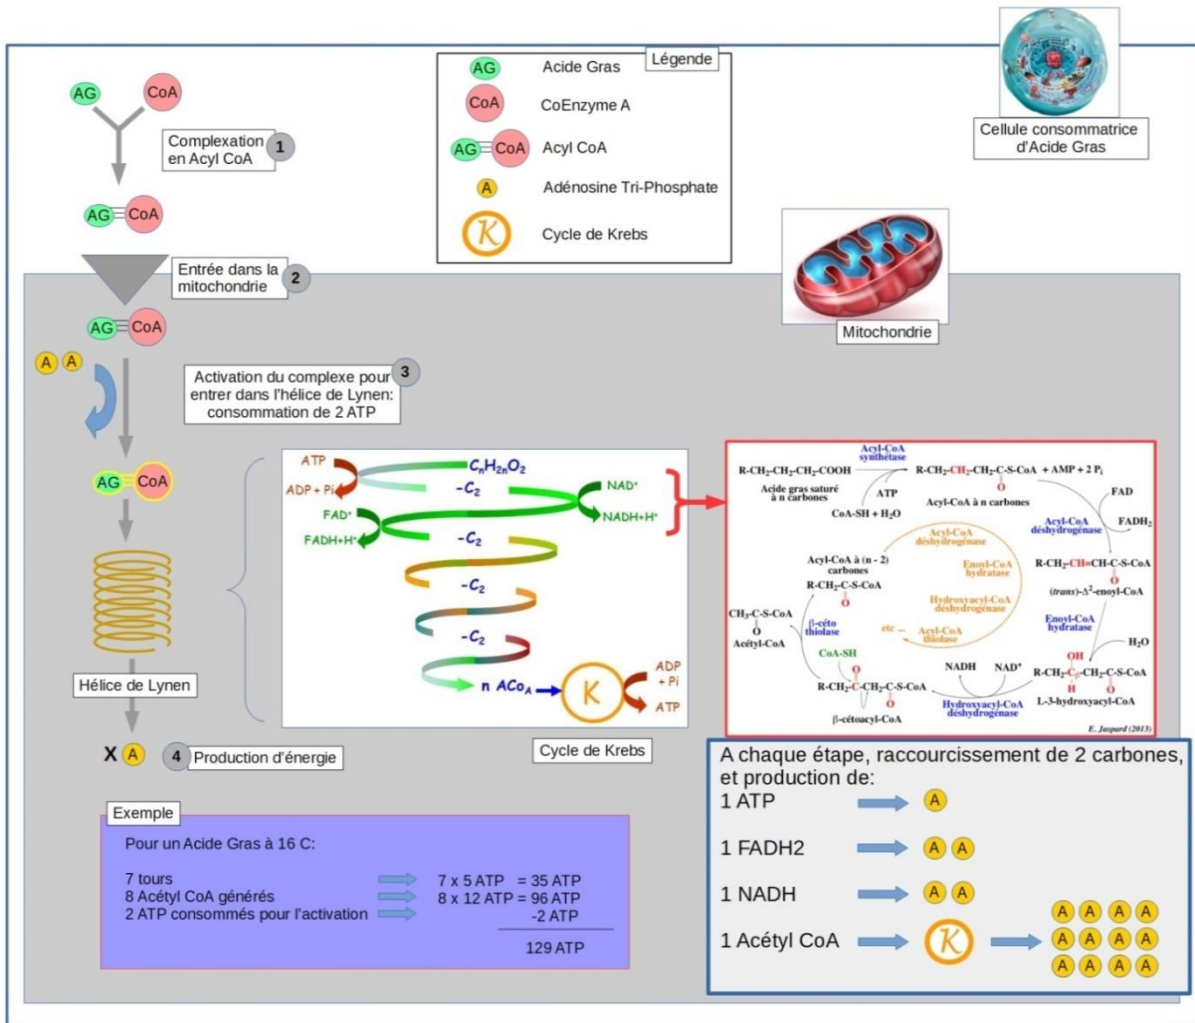 Légende
AG Acide Gras
CoA CoEnzyme A
AG CoA Acyl CoA
A Adénosine Tri-Phosphate
K Cycle de Krebs
Cellule consommatrice
d'Acide Gras
Mitochondrie
AG CoA
Complexation
en Acyl CoA
1
AG CoA
Entrée dans la
mitochondrie
2
AG CoA
A A
Activation du complexe pour
entrer dans l'hélice de Lynen:
consommation de 2 ATP
3
AG CoA
Hélice de Lynen
X A
4 Production d'énergie
ATP
ADP + Pi
CnH2nO2
-C2
NAD+
NADH+H+
FAD+
FADH+H+
-C2
-C2
-C2
n ACoA
K
ADP
+ Pi
ATP
Cycle de Krebs
Acyl-CoA
synthétase
R-CH2-CH2-CH2-COOH
Acide gras saturé
à n carbones
ATP
CoA-SH + H2O
R-CH2-CH2-CH2-C-S-CoA + AMP + 2 Pi
O
Acyl-CoA à n carbones
FAD
FADH2
Acyl-CoA
déshydrogénase
R-CH2-CH=CH-C-S-CoA
O
(trans)-Δ2-enoyl-CoA
Enoyl-CoA
hydratase
H2O
OH
R-CH2-C-CH2-C-S-CoA
H O
L-3-hydroxyacyl-CoA
NADH NAD+
Hydroxyacyl-CoA
déshydrogénase
O
R-CH2-C-CH2-C-S-CoA
O
β-cétoacyl-CoA
CoA-SH
β-céto
thiolase
CH3-C-S-CoA
O
Acétyl-CoA
Acyl-CoA à (n - 2)
carbones
R-CH2-C-S-CoA
O
Acyl-CoA
déshydrogénase
Enoyl-CoA
hydratase
Hydroxyacyl-CoA
déshydrogénase
Acyl-CoA
thiolase
etc ...
E. Jaspard (2013)
A chaque étape, raccourcissement de 2 carbones,
et production de:
1 ATP A
1 FADH2 A A
1 NADH A A
1 Acétyl CoA K
A A A A
A A A A
A A A A
Exemple
Pour un Acide Gras à 16 C:
7 tours 7 x 5 ATP = 35 ATP
8 Acétyl CoA générés 8 x 12 ATP = 96 ATP
2 ATP consommés pour l'activation -2 ATP
129 ATP